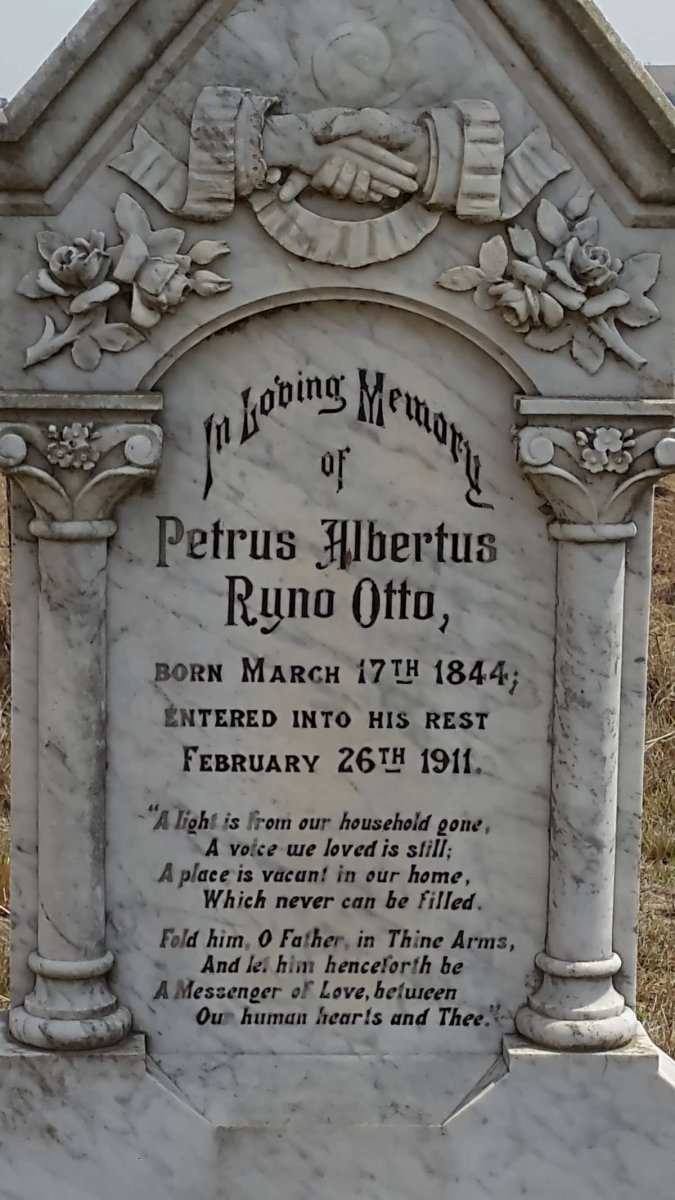 In Loving Memory
of
Petrus Albertus
Ryno Otto,
BORN MARCH 17TH 1844;
ENTERED INTO HIS REST
FEBRUARY 26TH 1911.
"A light is from our household gone,
A voice we loved is still;
A place is vacant in our home,
Which never can be filled.
Fold him, O Father, in Thine Arms,
And let him henceforth be
A Messenger of Love, between
Our human hearts and Thee."